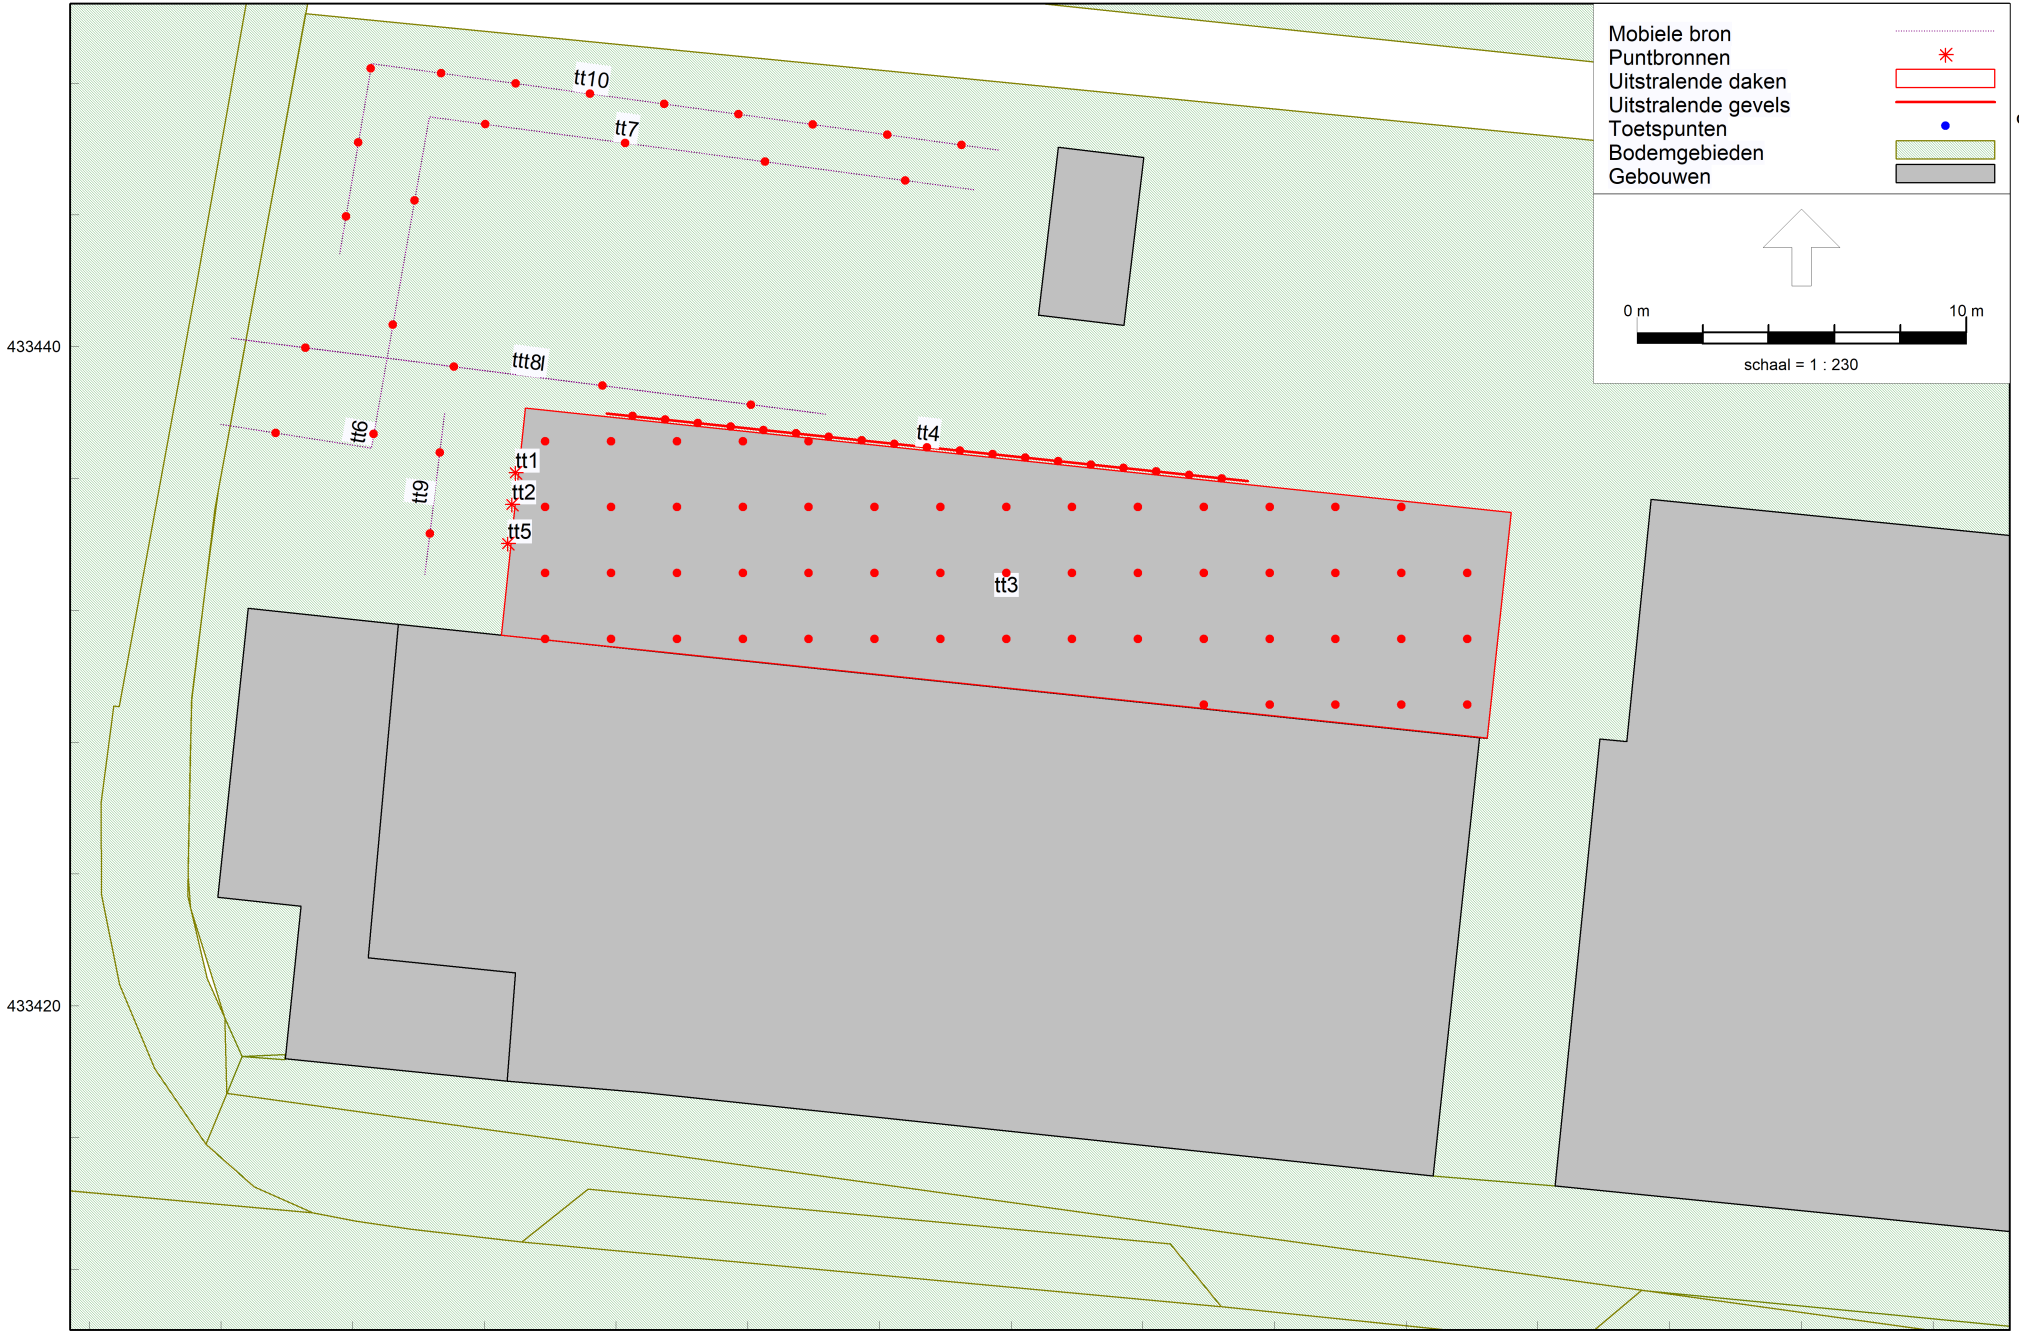 Mobiele bron
Puntbronnen
Uitstralende daken
Uitstralende gevels
Toetspunten
Bodemgebieden
Gebouwen
0 m 10 m
schaal = 1 : 230
tt10
tt7
433440
ttt8l
tt6
tt4
tt1
tt9
tt2
tt5
tt3
433420